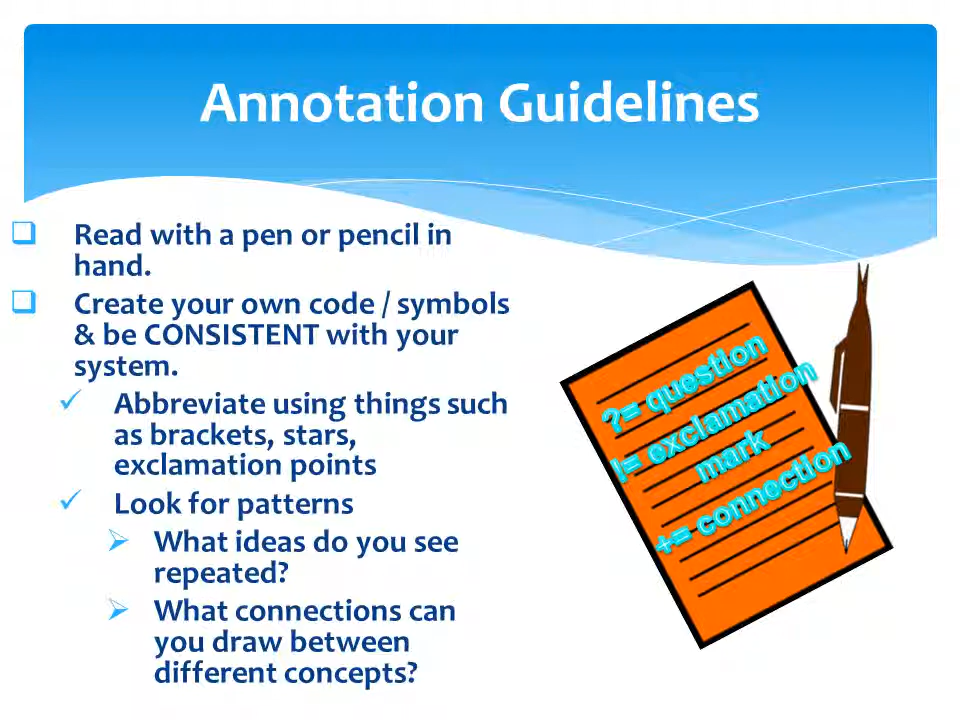 Annotation Guidelines
Read with a pen or pencil in
hand.
Create your own code / symbols
& be CONSISTENT with your
system.
Abbreviate using things such
as brackets, stars,
exclamation points
Look for patterns
What ideas do you see
repeated?
What connections can
you draw between
different concepts?
?= question
!= exclamation
mark
+= connection